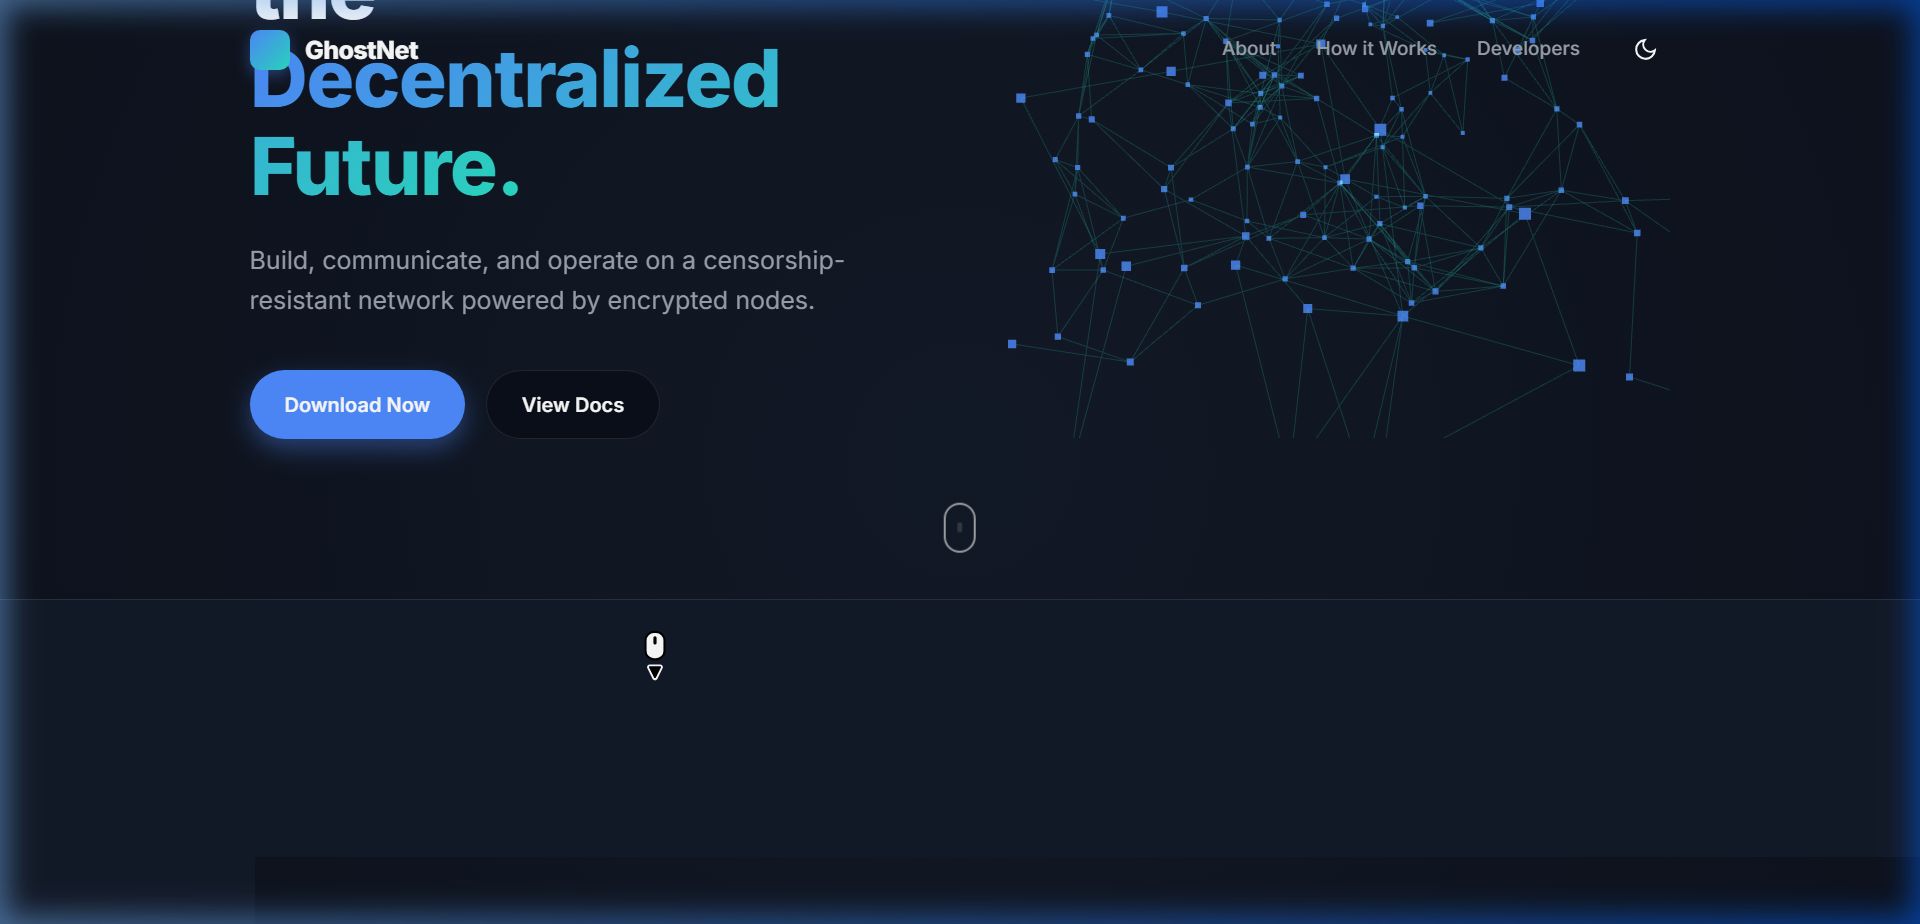 the
GhostNet
About
How it Works
Developers
Decentralized
Future.
Build, communicate, and operate on a censorship-
resistant network powered by encrypted nodes.
Download Now
View Docs